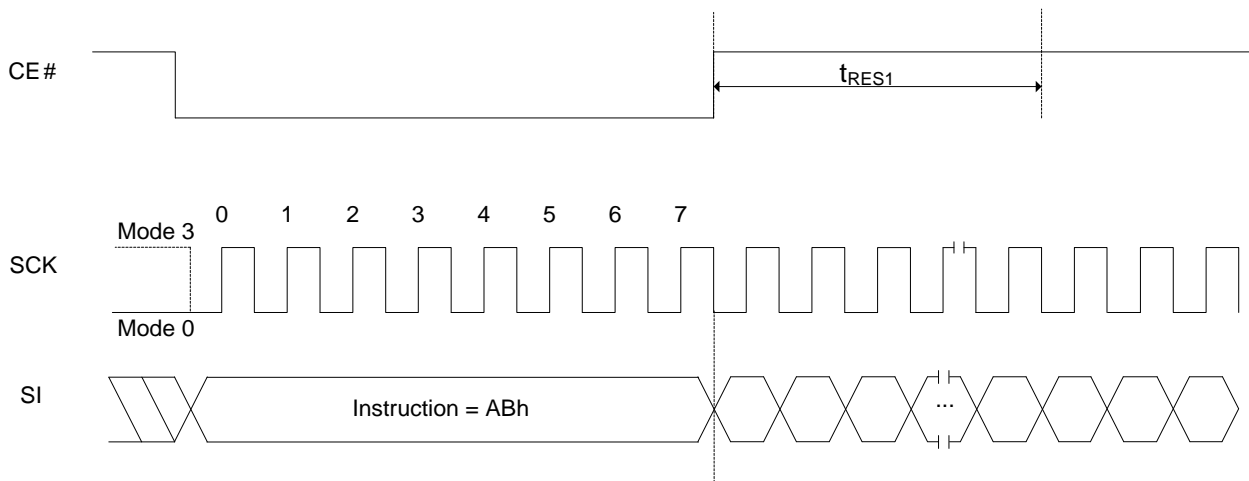 CE#
tRES1
0 1 2 3 4 5 6 7
Mode 3
SCK
Mode 0
SI
Instruction = ABh
...